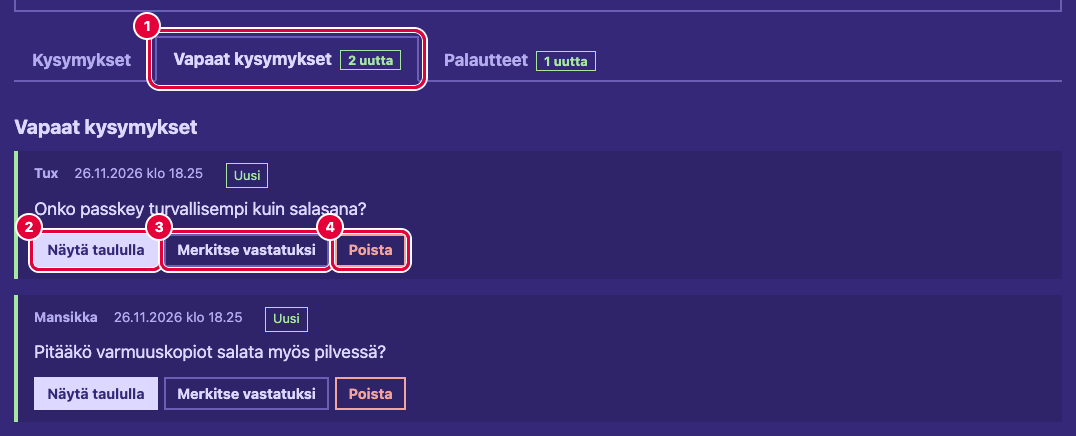 1
Kysymykset Vapaat kysymykset 2 uutta Palautteet 1 uutta
Vapaat kysymykset
Tux 26.11.2026 klo 18.25 Uusi
Onko passkey turvallisempi kuin salasana?
2 3 4
Näytä taululla Merkitse vastatuksi Poista
Mansikka 26.11.2026 klo 18.25 Uusi
Pitääkö varmuuskopiot salata myös pilvessä?
Näytä taululla Merkitse vastatuksi Poista